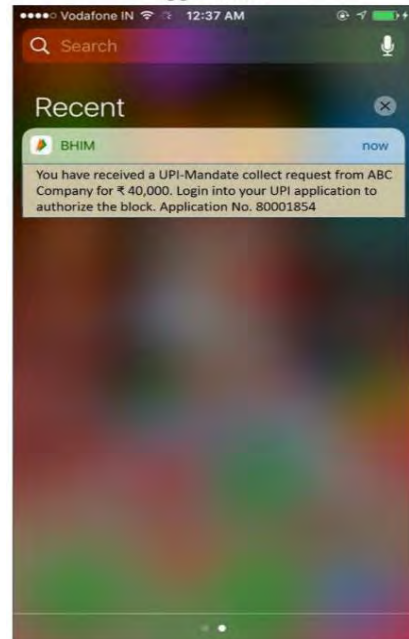 Vodafone IN 12:37 AM
Search
Recent
BHIM now
You have received a UPI-Mandate collect request from ABC
Company for ₹ 40,000. Login into your UPI application to
authorize the block. Application No. 80001854